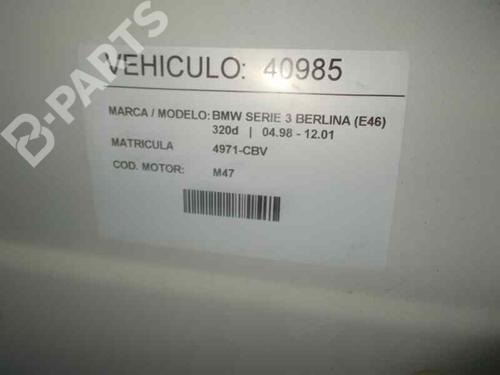 B-PARTS
VEHICULO: 40985
MARCA / MODELO: BMW SERIE 3 BERLINA (E46)
320d | 04.98 - 12.01
MATRICULA 4971-CBV
COD. MOTOR: M47